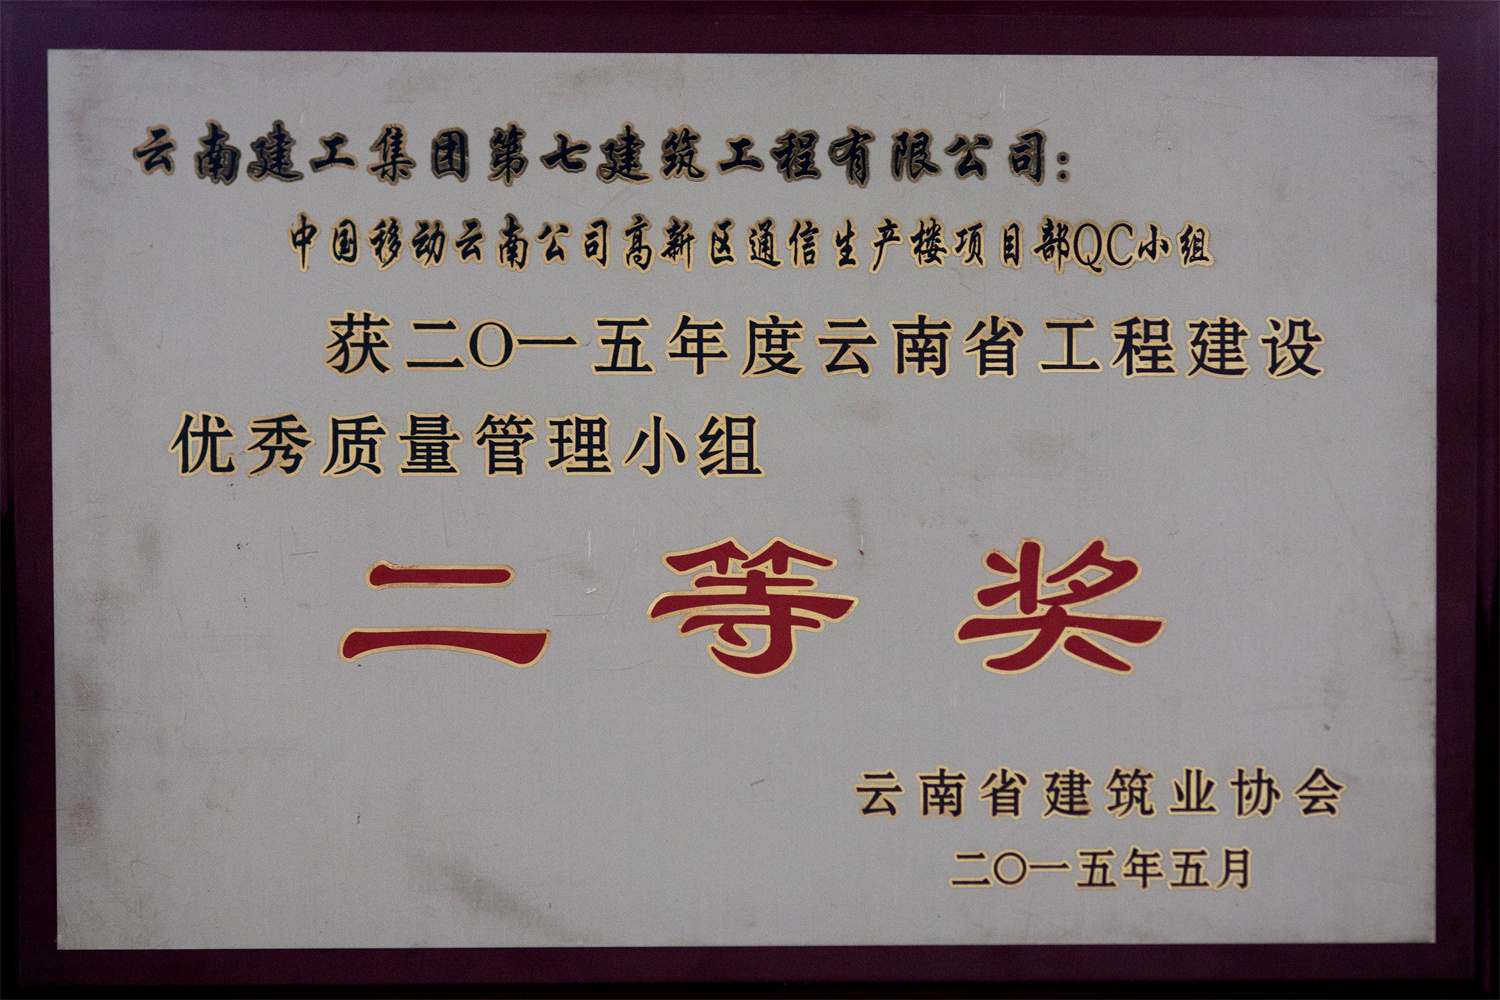 云南建工集团第七建筑工程有限公司：
中国移动云南公司高新区通信生产楼项目部QC小组
获二〇一五年度云南省工程建设
优秀质量管理小组
二等奖
云南省建筑业协会
二〇一五年五月